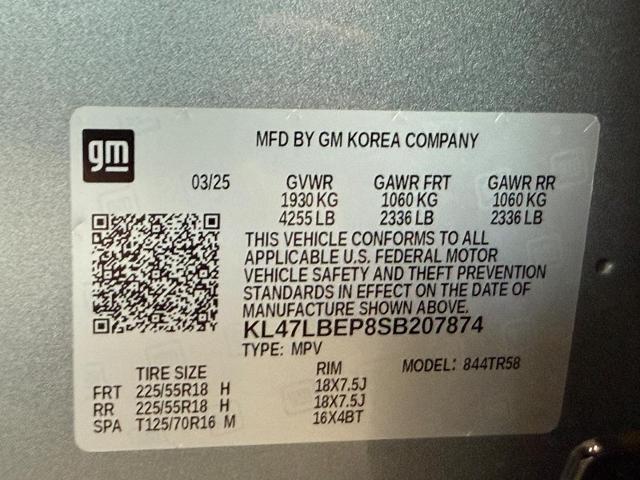 gm
MFD BY GM KOREA COMPANY
03/25 GVWR GAWR FRT GAWR RR
1930 KG 1060 KG 1060 KG
4255 LB 2336 LB 2336 LB
THIS VEHICLE CONFORMS TO ALL
APPLICABLE U.S. FEDERAL MOTOR
VEHICLE SAFETY AND THEFT PREVENTION
STANDARDS IN EFFECT ON THE DATE OF
MANUFACTURE SHOWN ABOVE.
KL47LBEP8SB207874
TYPE: MPV
TIRE SIZE RIM MODEL: 844TR58
FRT 225/55R18 H 18X7.5J
RR 225/55R18 H 18X7.5J
SPA T125/70R16 M 16X4BT